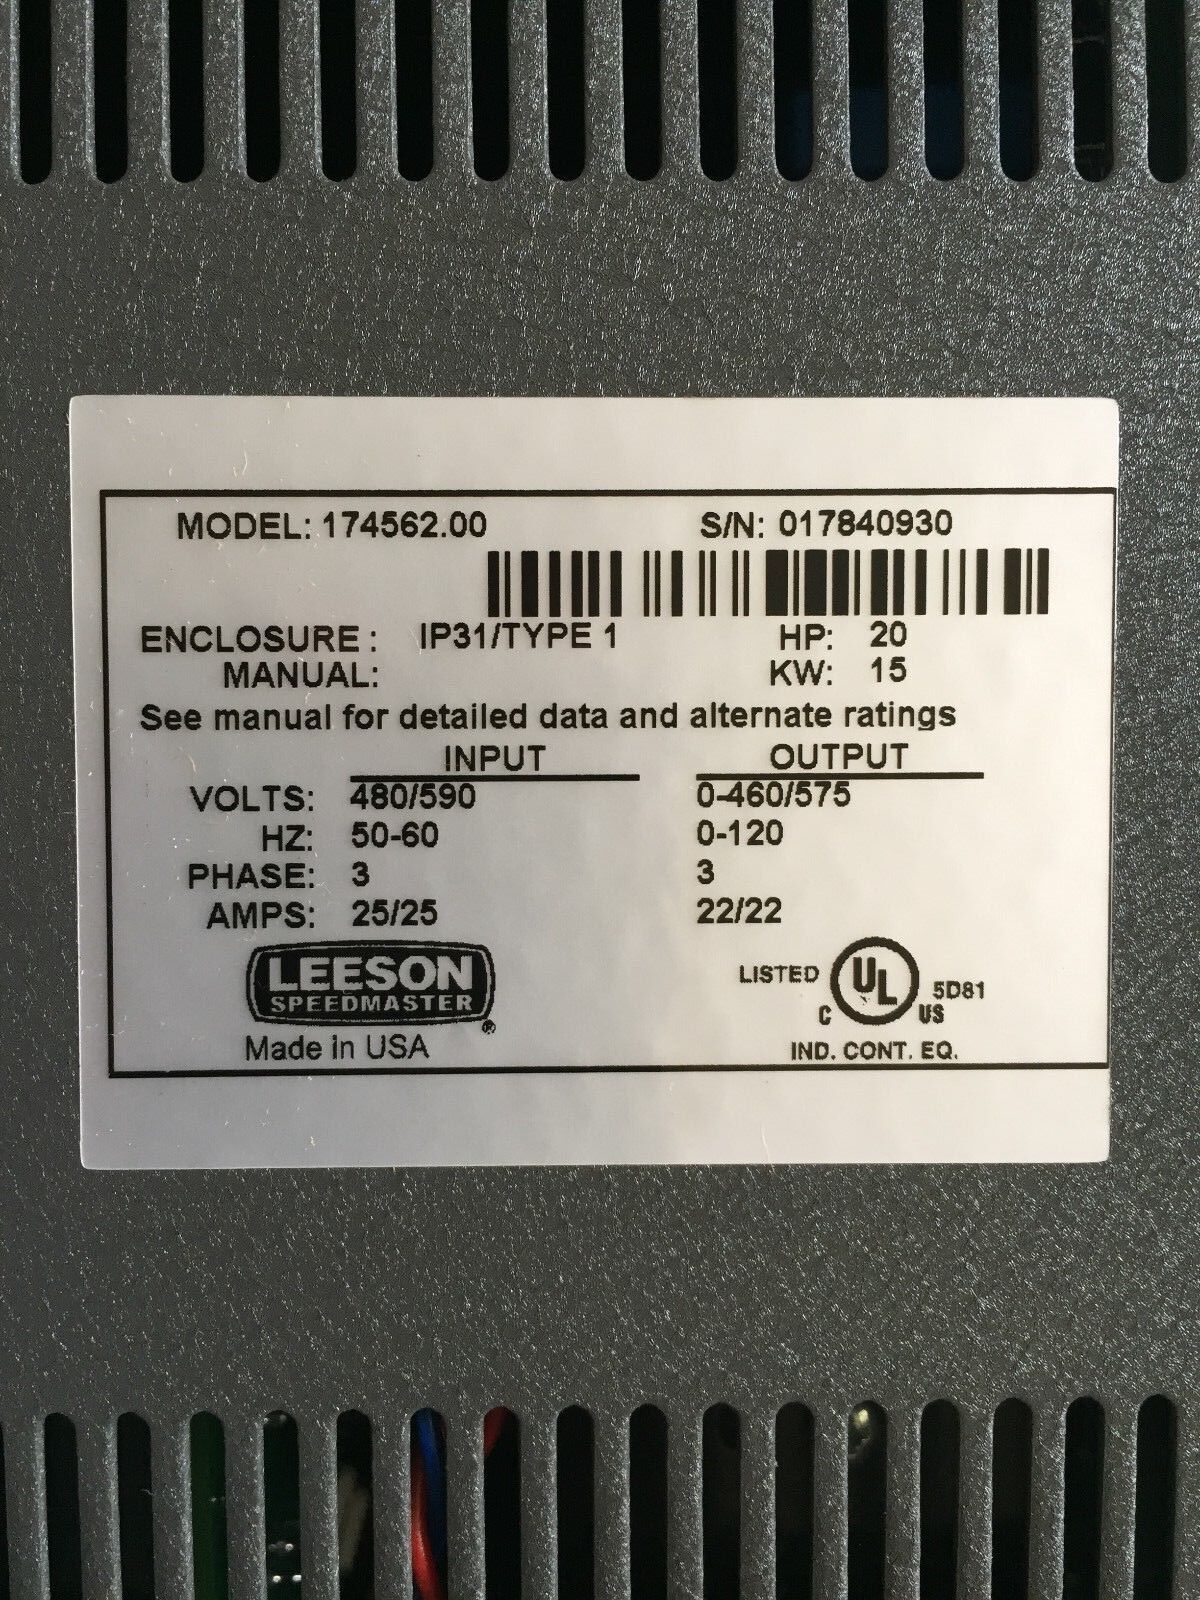 MODEL: 174562.00 S/N: 017840930
ENCLOSURE : IP31/TYPE 1 HP: 20
MANUAL: KW: 15
See manual for detailed data and alternate ratings
INPUT OUTPUT
VOLTS: 480/590 0-460/575
HZ: 50-60 0-120
PHASE: 3 3
AMPS: 25/25 22/22
LEESON
SPEEDMASTER
®
Made in USA
LISTED UL 5D81
C US
IND. CONT. EQ.